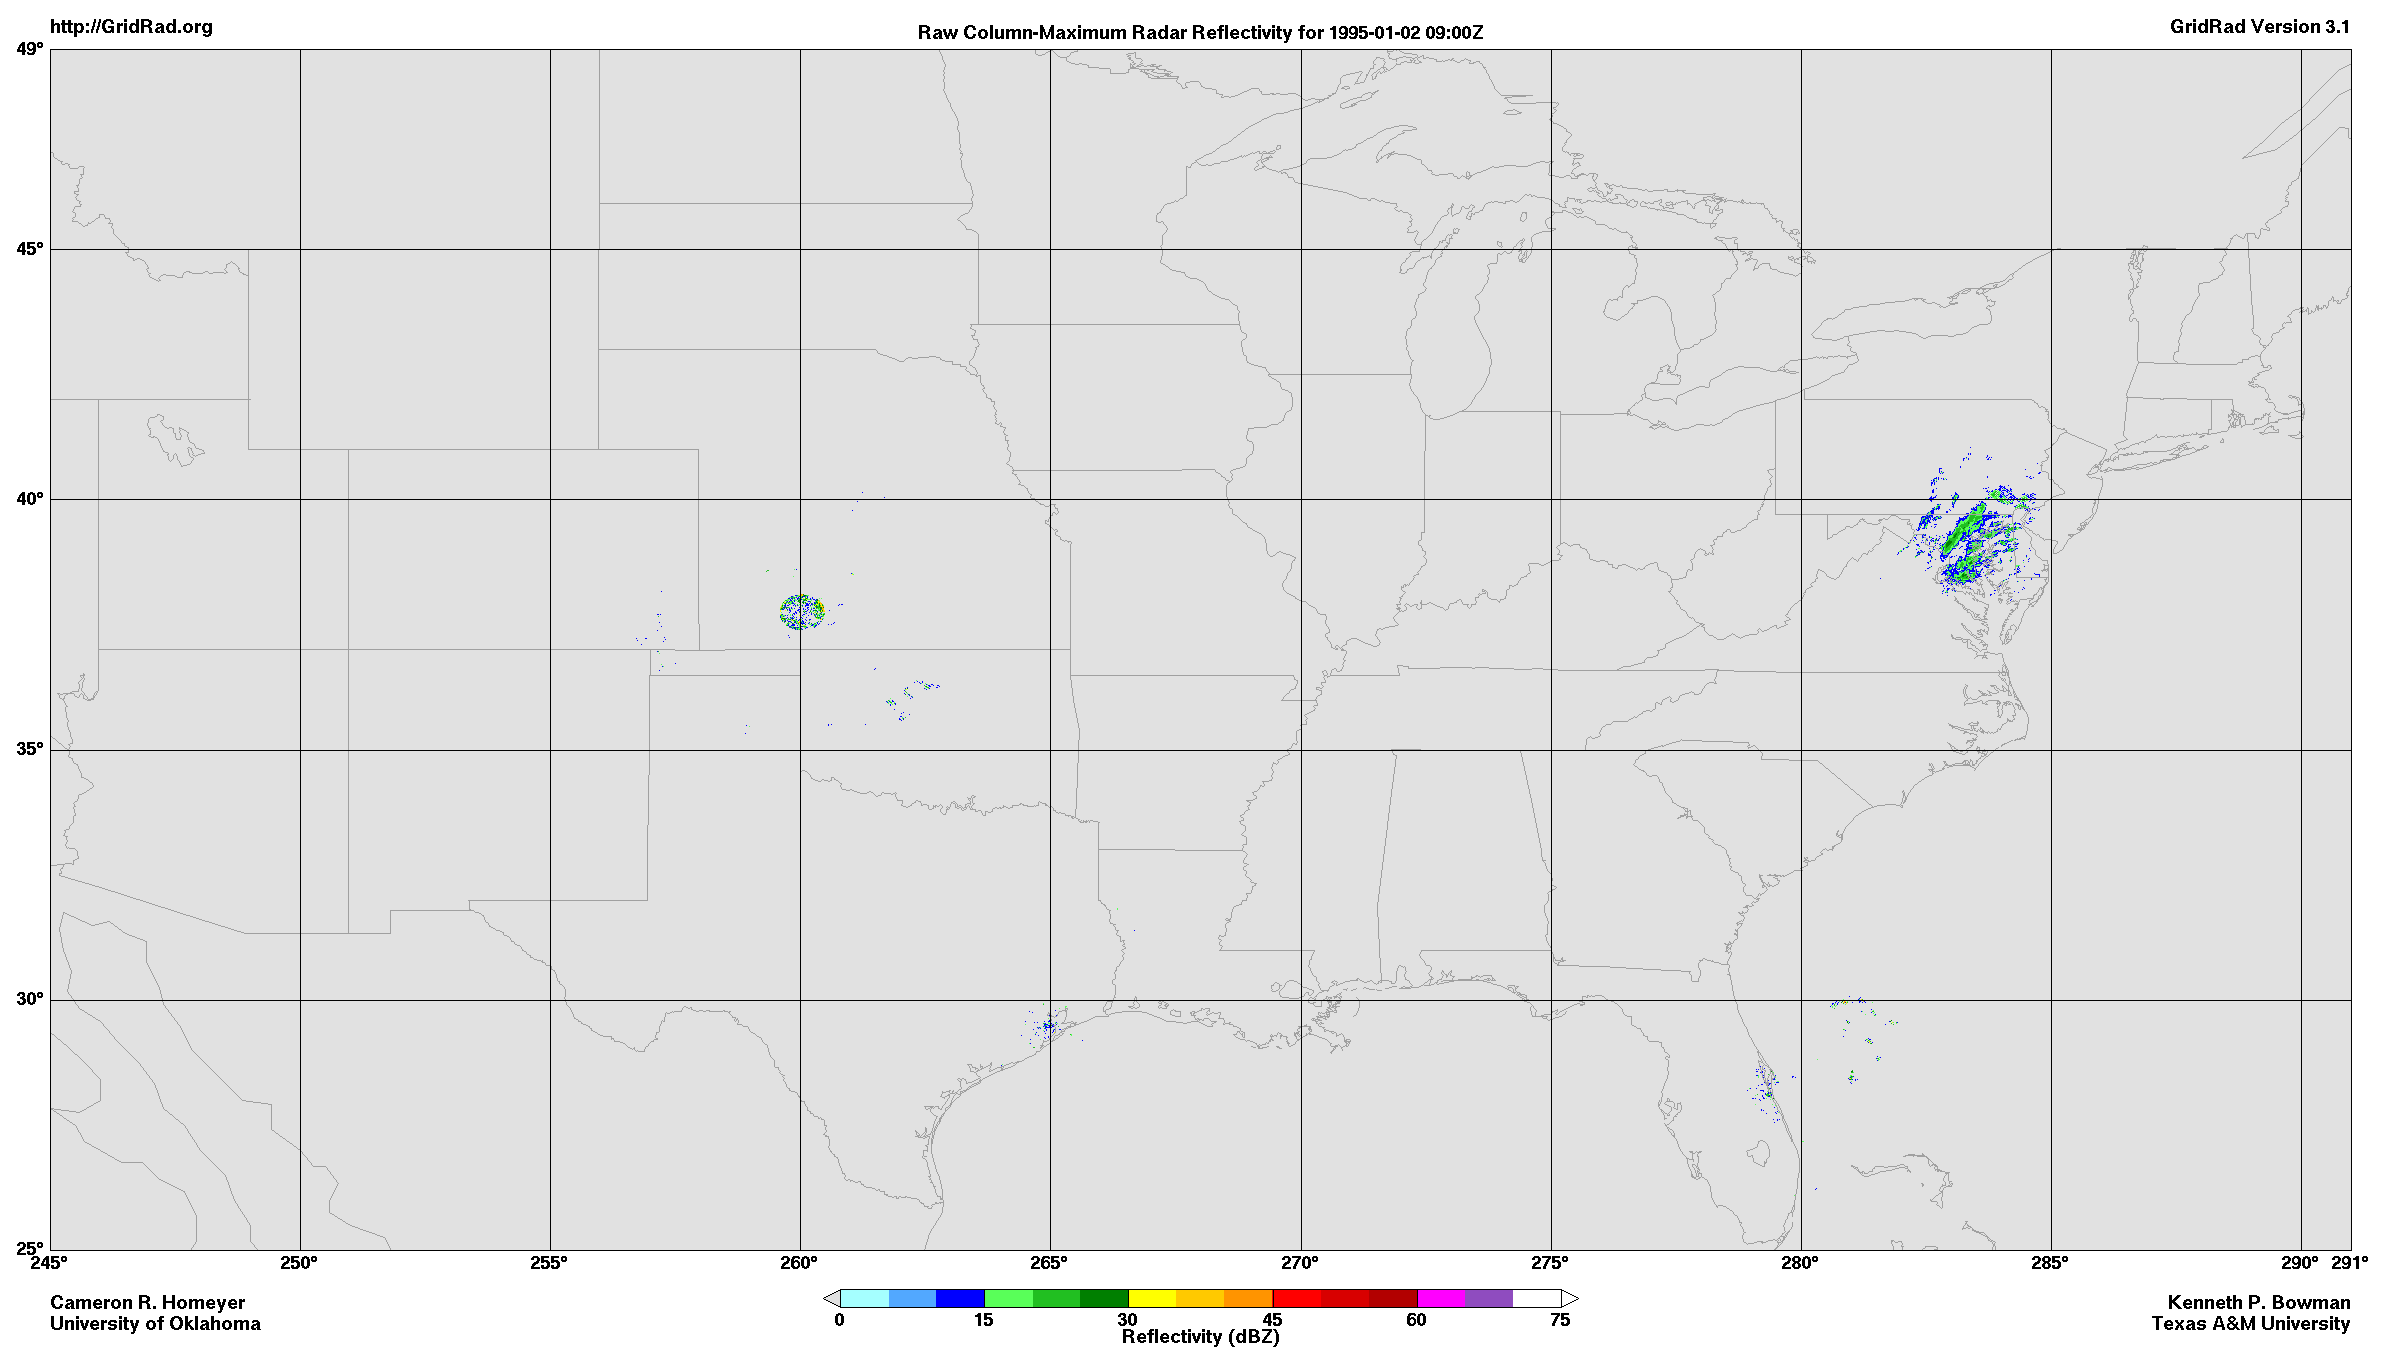 http://GridRad.org
Raw Column-Maximum Radar Reflectivity for 1995-01-02 09:00Z
GridRad Version 3.1
49°
45°
40°
35°
30°
25°
245° 250° 255° 260° 265° 270° 275° 280° 285° 290° 291°
0 15 30 45 60 75
Reflectivity (dBZ)
Cameron R. Homeyer
University of Oklahoma
Kenneth P. Bowman
Texas A&M University